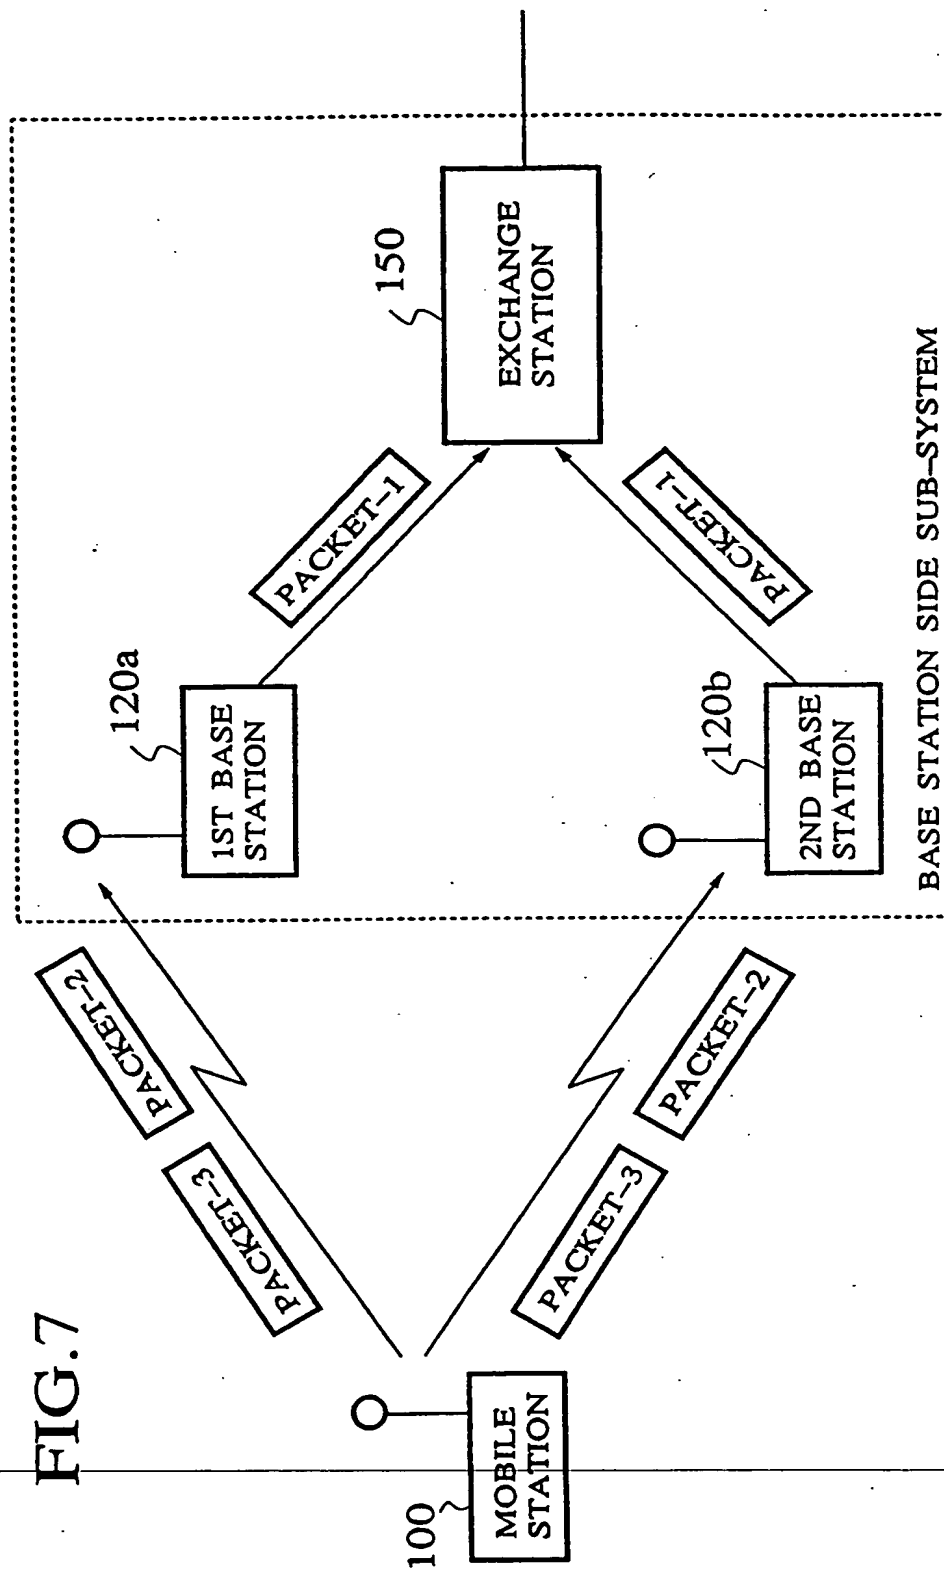 FIG.7
100
MOBILE
STATION
PACKET-3
PACKET-2
PACKET-3
PACKET-2
120a
1ST BASE
STATION
120b
2ND BASE
STATION
PACKET-1
PACKET-1
150
EXCHANGE
STATION
BASE STATION SIDE SUB-SYSTEM